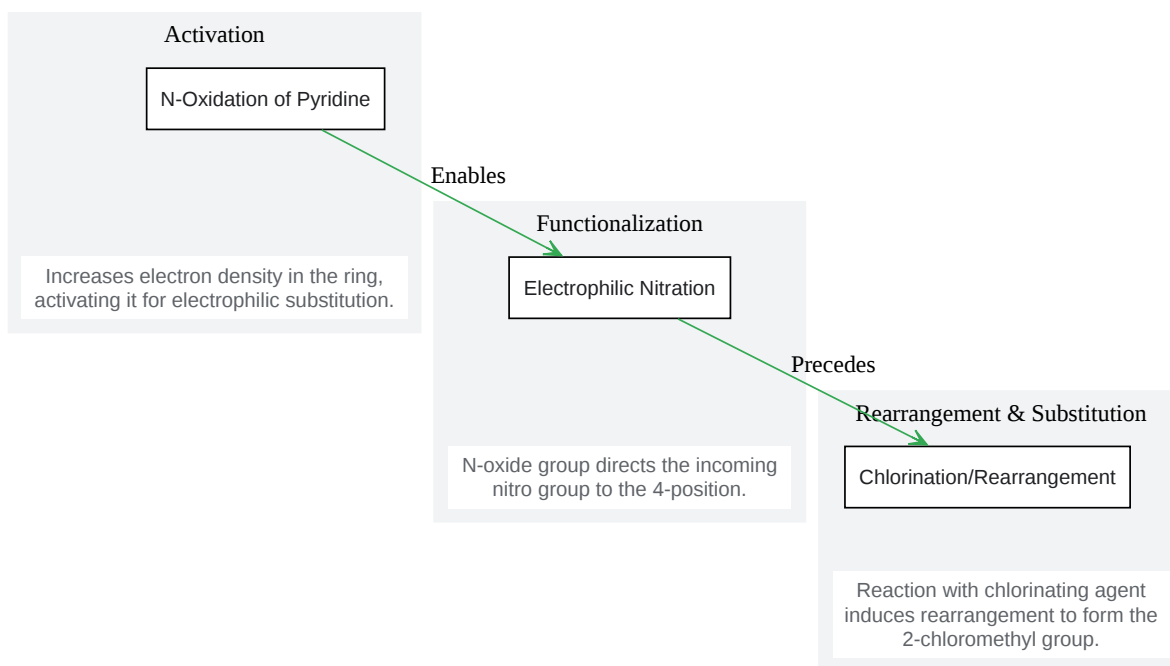 Activation
N-Oxidation of Pyridine
Increases electron density in the ring,
activating it for electrophilic substitution.
Enables
Functionalization
Electrophilic Nitration
N-oxide group directs the incoming
nitro group to the 4-position.
Precedes
Rearrangement & Substitution
Chlorination/Rearrangement
Reaction with chlorinating agent
induces rearrangement to form the
2-chloromethyl group.